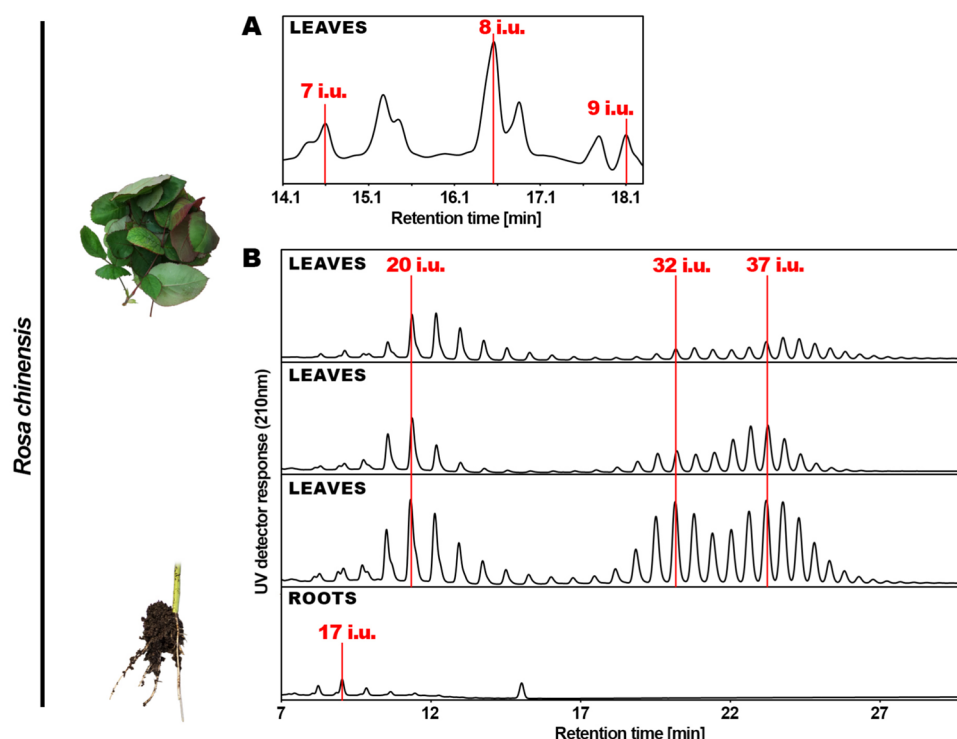 A
LEAVES
8 i.u.
7 i.u.
9 i.u.
14.1 15.1 16.1 17.1 18.1
Retention time [min]
Rosa chinensis
B
LEAVES
20 i.u. 32 i.u. 37 i.u.
LEAVES
LEAVES
ROOTS
17 i.u.
UV detector response (210nm)
7 12 17 22 27
Retention time [min]